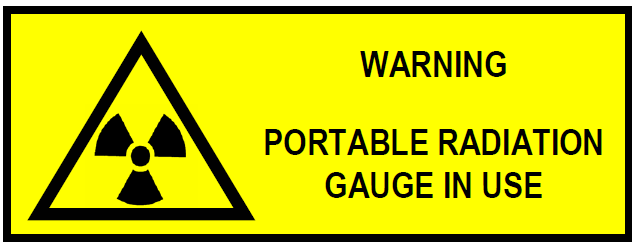 WARNING
PORTABLE RADIATION
GAUGE IN USE